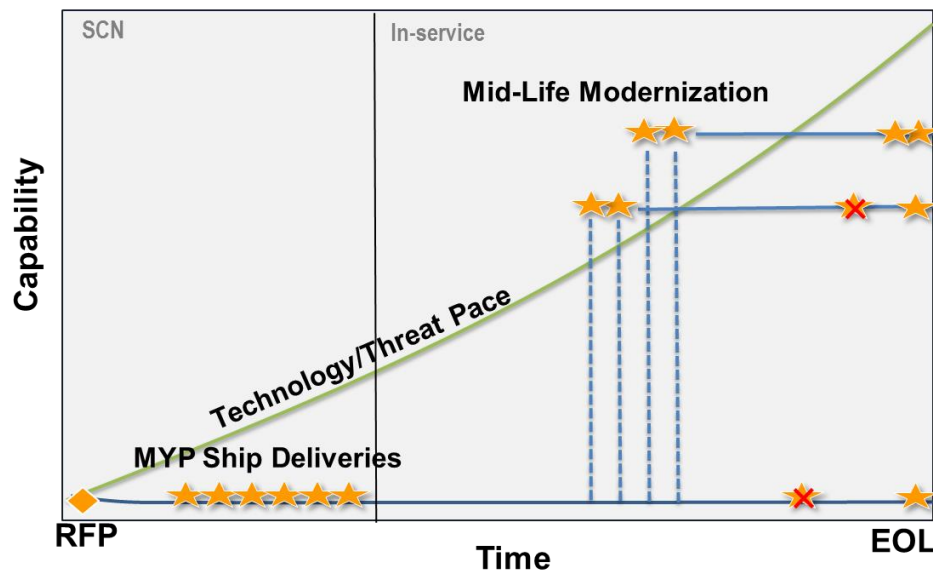 SCN
In-service
Mid-Life Modernization
Capability
Technology/Threat Pace
MYP Ship Deliveries
RFP
Time
EOL